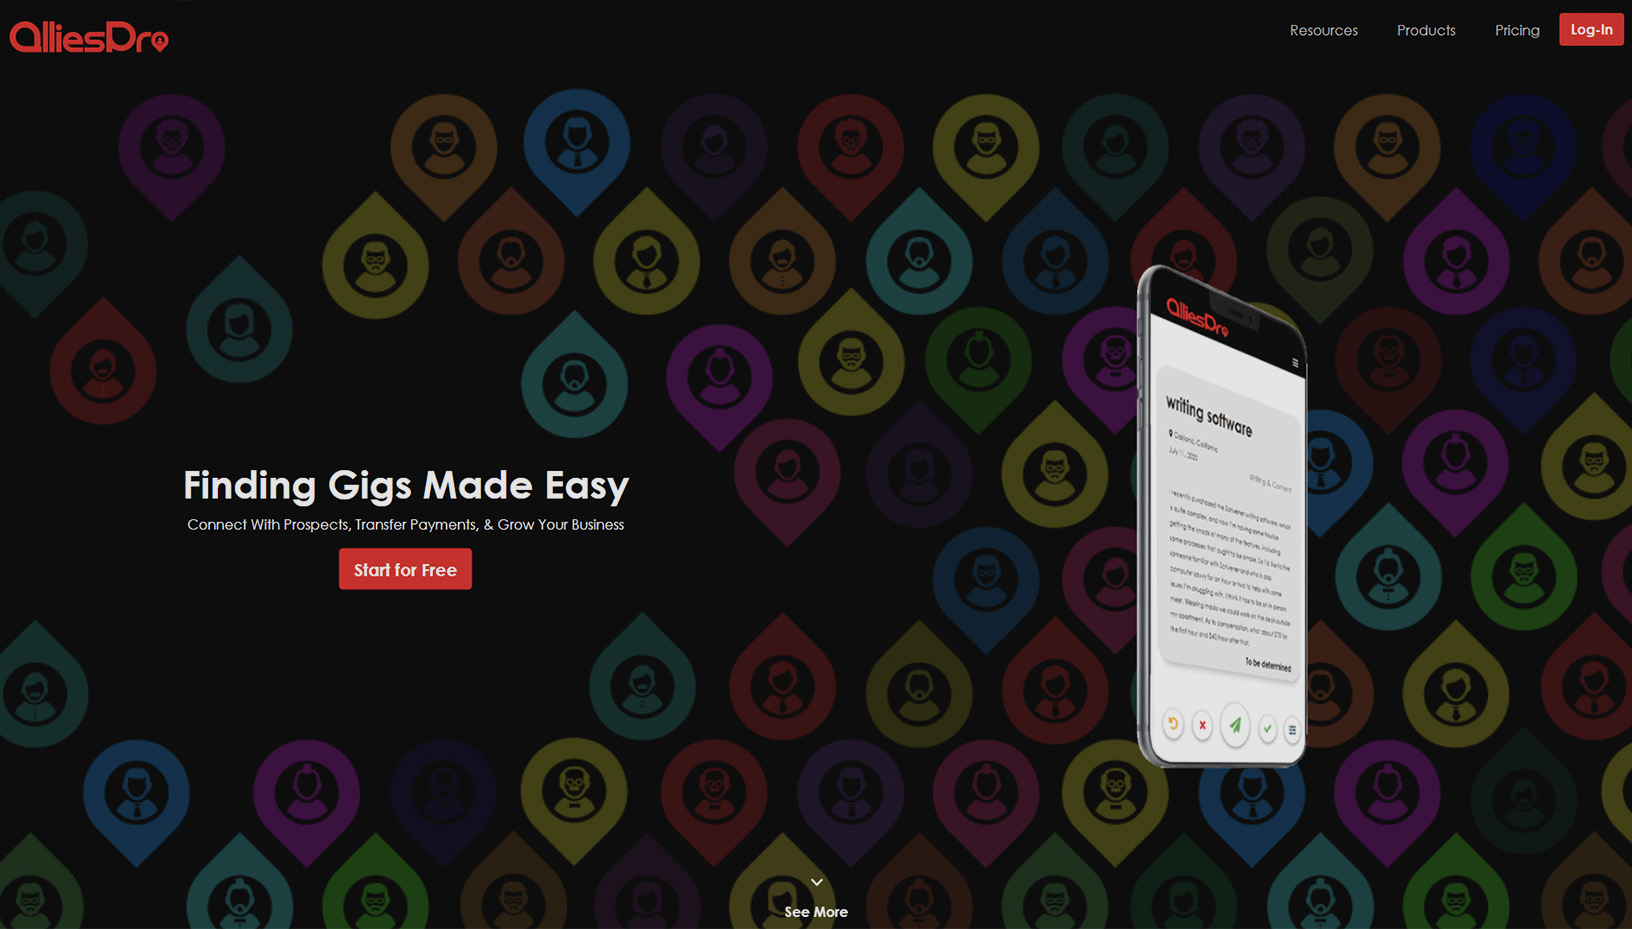 AlliesPro
Resources
Products
Pricing
Log-In
Finding Gigs Made Easy
Connect With Prospects, Transfer Payments, & Grow Your Business
Start for Free
AlliesPro
writing software
Oakland, California
July 11, 2020
Writing & Content
I recently purchased the Scrivener writing software, which
is quite complex, and now I'm having some trouble
getting the knack of many of the features, including
some processes that ought to be simple. So I'd like to hire
someone familiar with Scrivener and who is also
computer savvy for an hour or two to help with some
issues I'm struggling with. I think it has to be an in person
meet. Wearing masks we could work on the desk outside
my apartment. As to compensation, what about $75 for
the first hour and $40/hour after that.
To be determined
See More